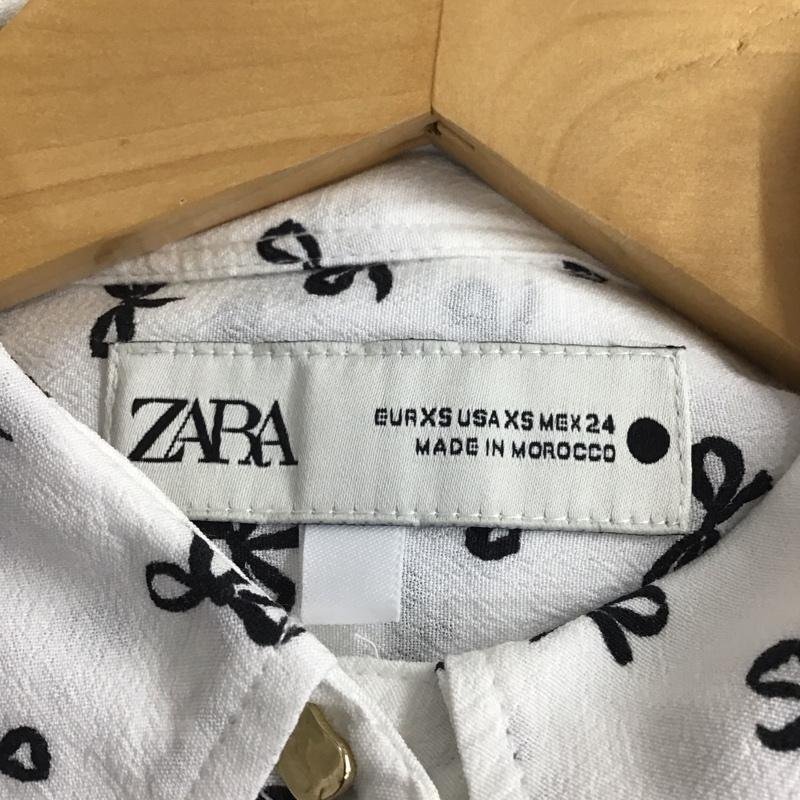 ZARA
EUR XS USA XS MEX 24
MADE IN MOROCCO